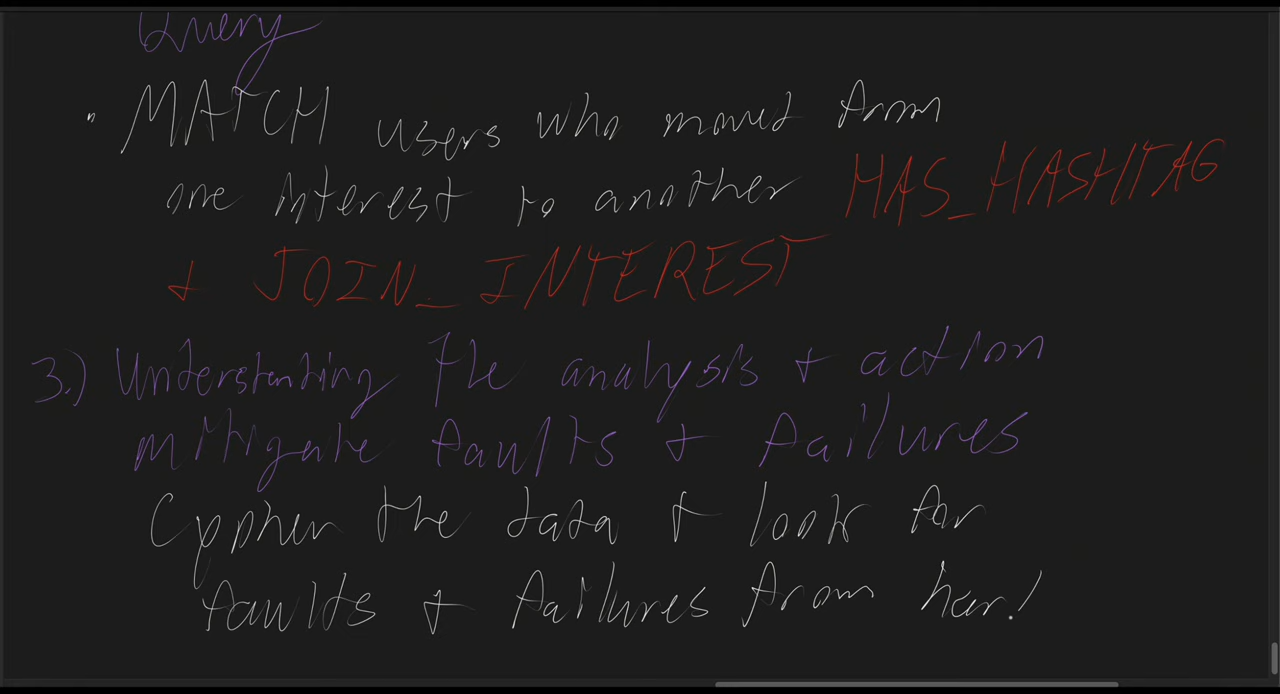 Query
" MATCH users who moved from
one interest to another HAS_HASHTAG
+ JOIN_INTEREST
3.) Understanding the analysis + action
mitigate faults + failures
Cypher the data + look for
faults + failures from her!